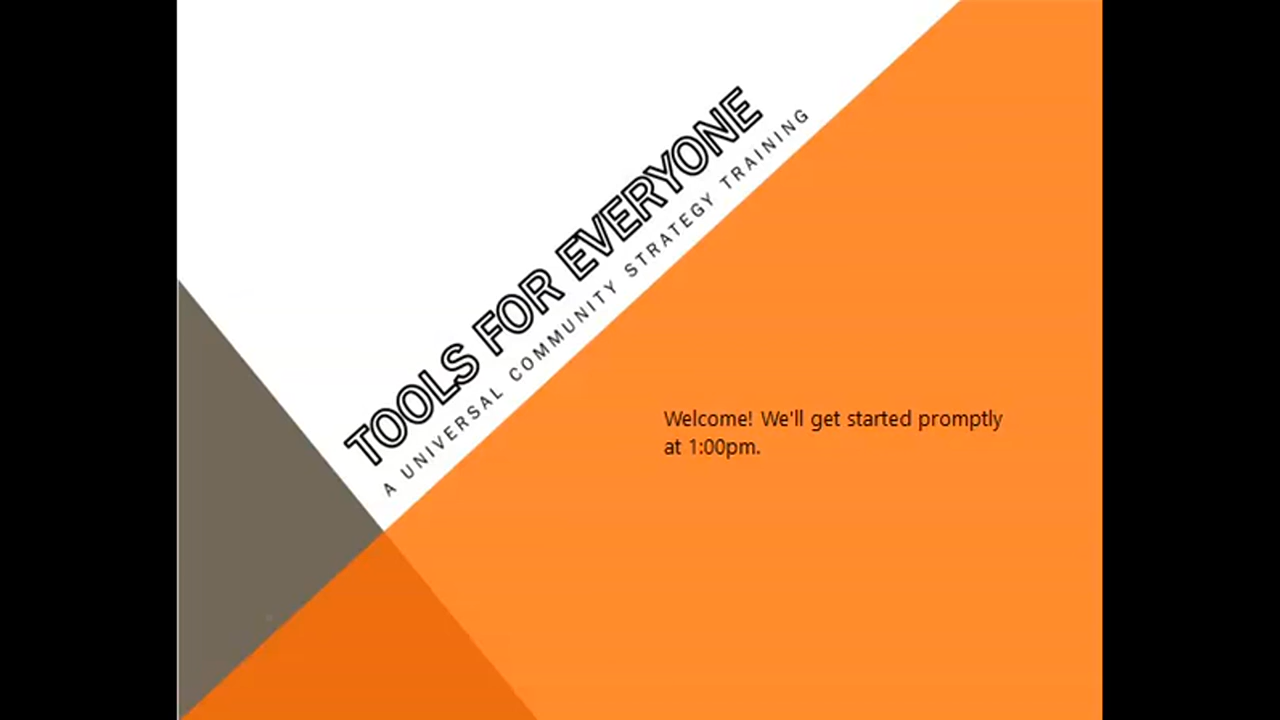 TOOLS FOR EVERYONE
A UNIVERSAL COMMUNITY STRATEGY TRAINING
Welcome! We'll get started promptly
at 1:00pm.